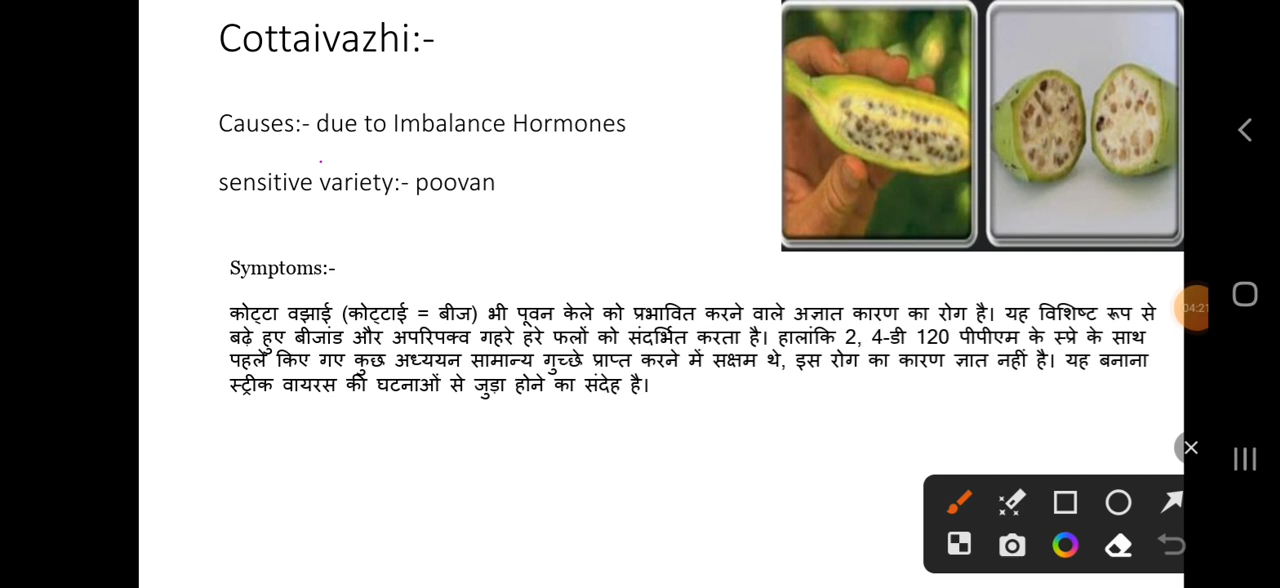 Cottaivazhi:-
Causes:- due to Imbalance Hormones
sensitive variety:- poovan
Symptoms:-
कोट्टा वझाई (कोट्टाई = बीज) भी पूवन केले को प्रभावित करने वाले अज्ञात कारण का रोग है। यह विशिष्ट रूप से
बढ़े हुए बीजांड और अपरिपक्व गहरे हरे फलों को संदर्भित करता है। हालांकि 2, 4-डी 120 पीपीएम के स्प्रे के साथ
पहले किए गए कुछ अध्ययन सामान्य गुच्छे प्राप्त करने में सक्षम थे, इस रोग का कारण ज्ञात नहीं है। यह बनाना
स्ट्रीक वायरस की घटनाओं से जुड़ा होने का संदेह है।
04:21